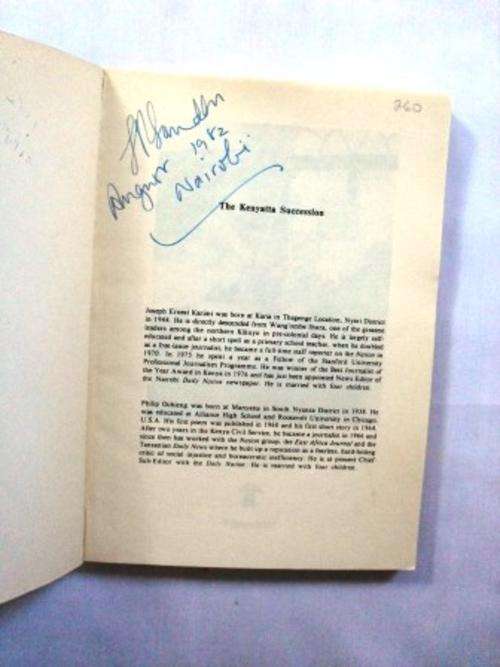 260
August 1982
Nairobi
The Kenyatta Succession
Joseph Ernest Karimi was born at Karia in Thegenge Location, Nyeri District
in 1944. He is directly descended from Wang'ombe Ihura, one of the greatest
leaders among the northern Kikuyu in pre-colonial days. He is largely self-
educated and after a short spell as a primary school teacher, when he doubled
as a free-lance journalist, he became a full-time staff reporter on the Nation in
1970. In 1975 he spent a year as a Fellow of the Stanford University
Professional Journalism Programme. He was winner of the Best Journalist of
the Year Award in Kenya in 1976 and has just been appointed News Editor of
the Nairobi Daily Nation newspaper. He is married with four children.
Philip Ochieng was born at Manyatta in South Nyanza District in 1938. He
was educated at Alliance High School and Roosevelt University in Chicago,
U.S.A. His first poem was published in 1960 and his first short story in 1964.
After two years in the Kenya Civil Service, he became a journalist in 1966 and
since then has worked with the Nation group, the East Africa Journal and the
Tanzanian Daily News where he built up a reputation as a fearless, hard-hitting
critic of social injustice and bureaucratic inefficiency. He is at present Chief
Sub-Editor with the Daily Nation. He is married with four children.